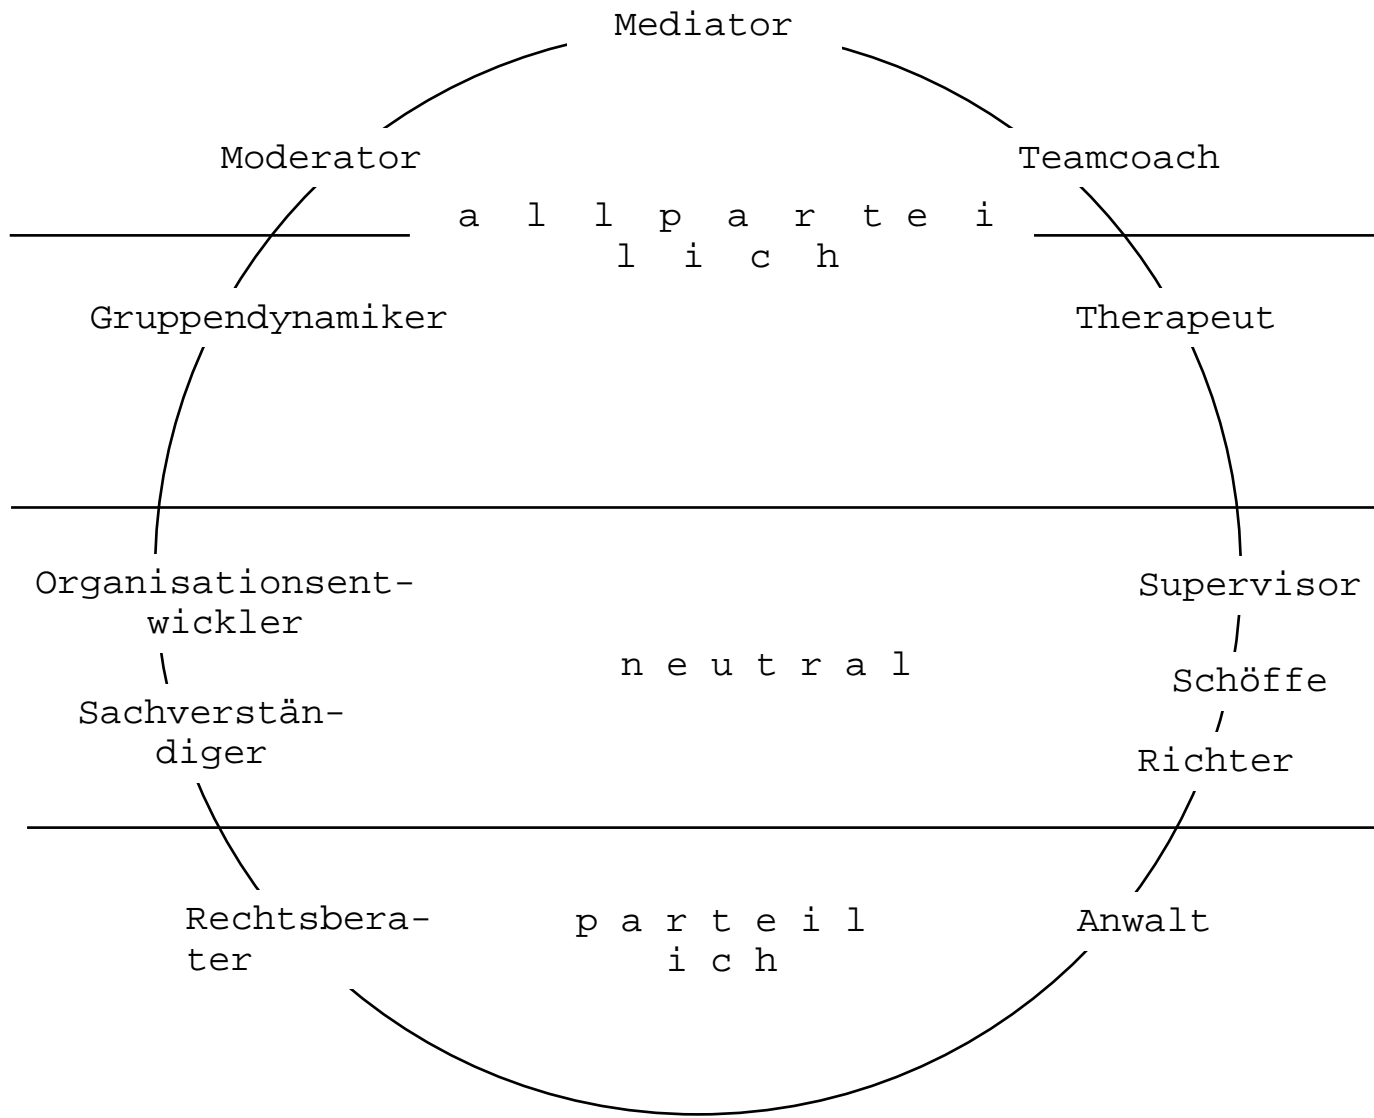 Mediator
Moderator
Teamcoach
a l l p a r t e i
l i c h
Gruppendynamiker
Therapeut
Organisationsent-
wickler
Supervisor
n e u t r a l
Schöffe
Sachverstän-
diger
Richter
Rechtsbera-
ter
p a r t e i l
i c h
Anwalt